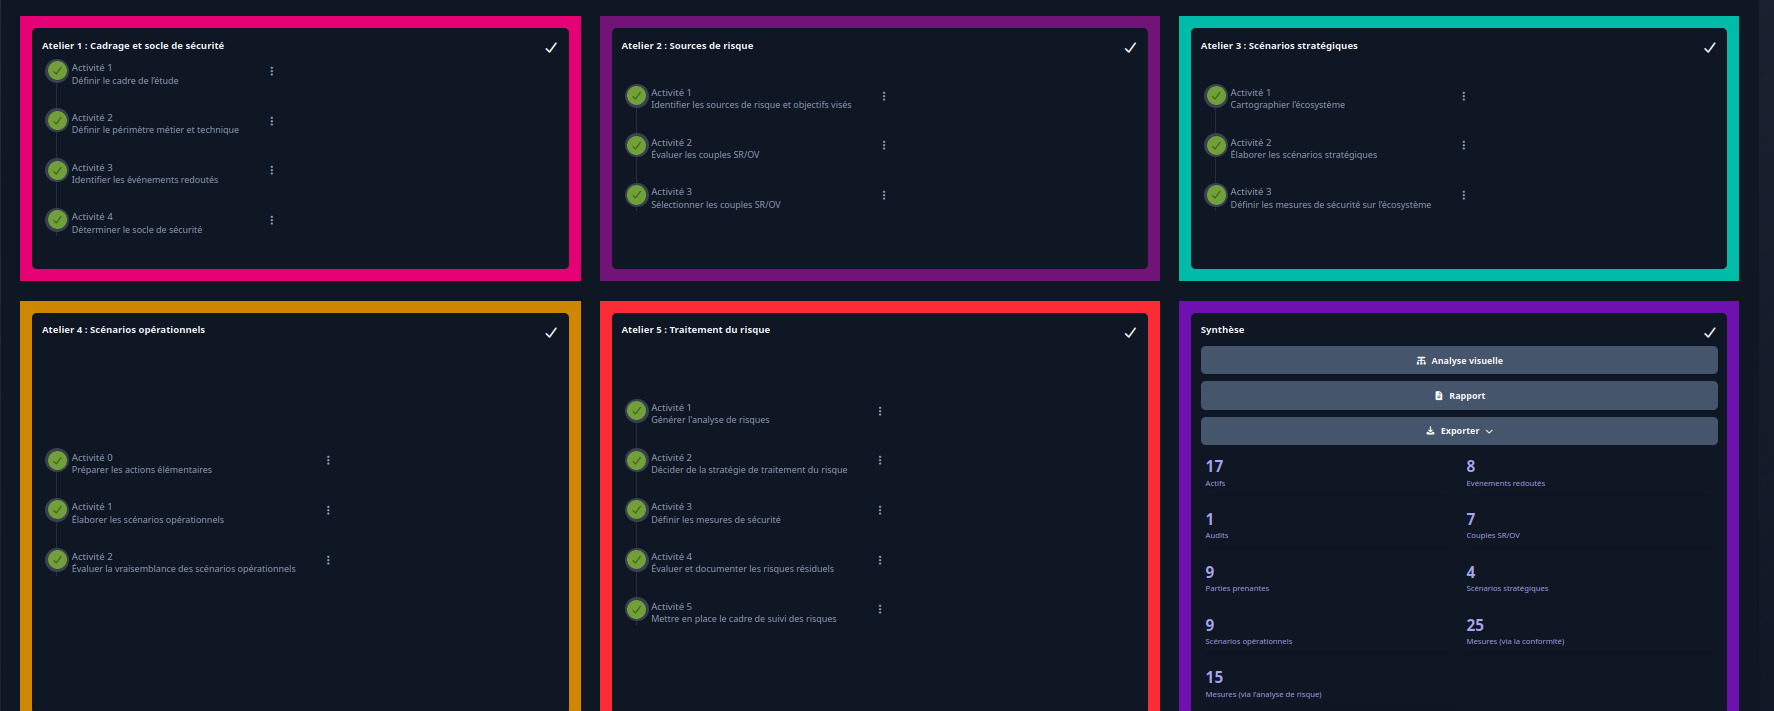 Atelier 1 : Cadrage et socle de sécurité
Activité 1
Définir le cadre de l'étude
Activité 2
Définir le périmètre métier et technique
Activité 3
Identifier les événements redoutés
Activité 4
Déterminer le socle de sécurité
Atelier 2 : Sources de risque
Activité 1
Identifier les sources de risque et objectifs visés
Activité 2
Évaluer les couples SR/OV
Activité 3
Sélectionner les couples SR/OV
Atelier 3 : Scénarios stratégiques
Activité 1
Cartographier l'écosystème
Activité 2
Élaborer les scénarios stratégiques
Activité 3
Définir les mesures de sécurité sur l'écosystème
Atelier 4 : Scénarios opérationnels
Activité 0
Préparer les actions élémentaires
Activité 1
Élaborer les scénarios opérationnels
Activité 2
Évaluer la vraisemblance des scénarios opérationnels
Atelier 5 : Traitement du risque
Activité 1
Générer l'analyse de risques
Activité 2
Décider de la stratégie de traitement du risque
Activité 3
Définir les mesures de sécurité
Activité 4
Évaluer et documenter les risques résiduels
Activité 5
Mettre en place le cadre de suivi des risques
Synthèse
Analyse visuelle
Rapport
Exporter
17
Actifs
8
Evénements redoutés
1
Audits
7
Couples SR/OV
9
Parties prenantes
4
Scénarios stratégiques
9
Scénarios opérationnels
25
Mesures (via la conformité)
15
Mesures (via l'analyse de risque)